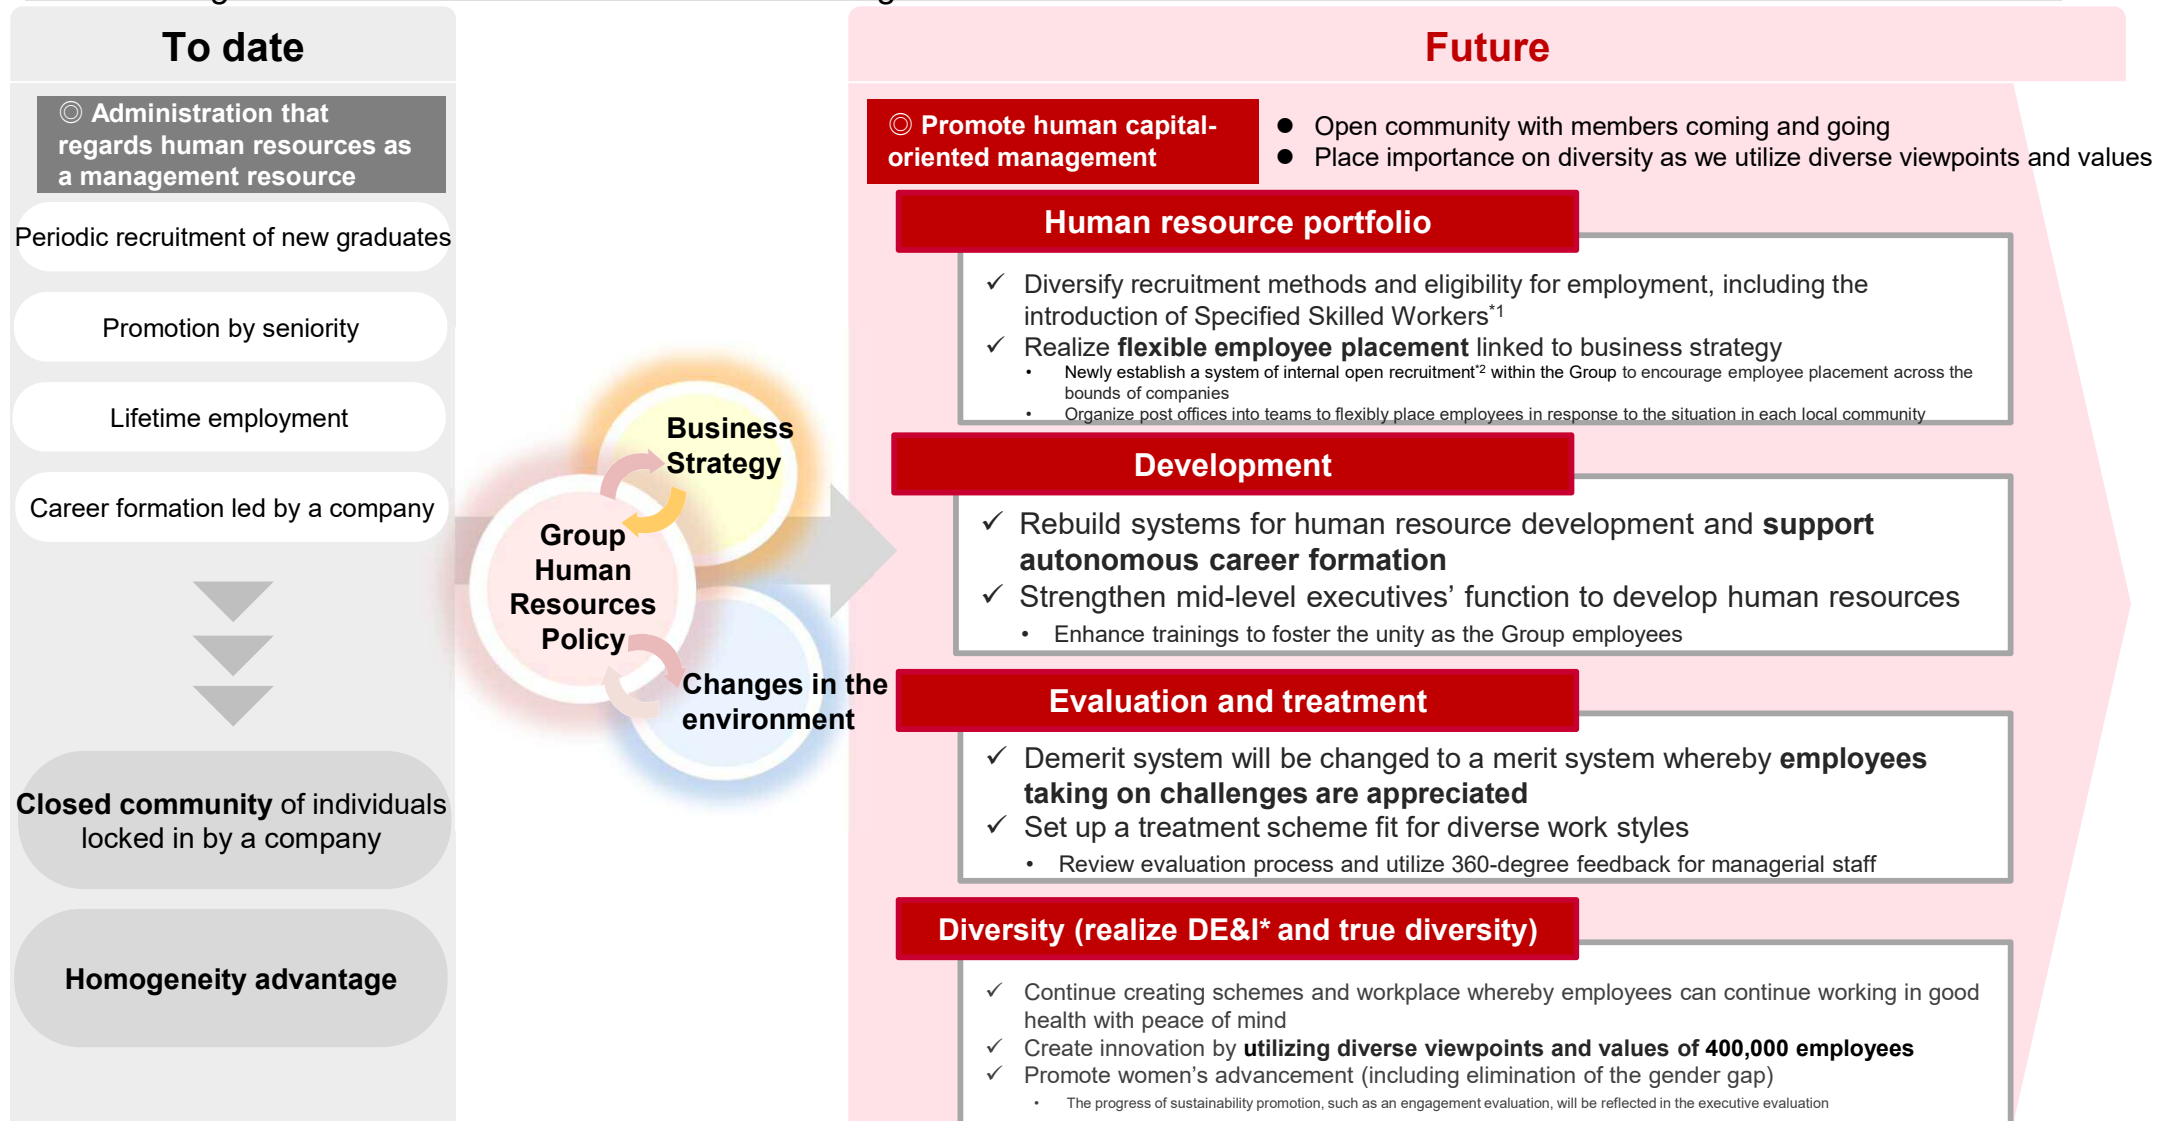 To date
◎ Administration that
regards human resources as
a management resource
Periodic recruitment of new graduates
Promotion by seniority
Lifetime employment
Career formation led by a company
Closed community of individuals
locked in by a company
Homogeneity advantage
Business
Strategy
Group
Human
Resources
Policy
Changes in the
environment
Future
◎ Promote human capital-
oriented management
● Open community with members coming and going
● Place importance on diversity as we utilize diverse viewpoints and values
Human resource portfolio
✓ Diversify recruitment methods and eligibility for employment, including the
introduction of Specified Skilled Workers*1
✓ Realize flexible employee placement linked to business strategy
• Newly establish a system of internal open recruitment*2 within the Group to encourage employee placement across the
bounds of companies
• Organize post offices into teams to flexibly place employees in response to the situation in each local community
Development
✓ Rebuild systems for human resource development and support
autonomous career formation
✓ Strengthen mid-level executives’ function to develop human resources
• Enhance trainings to foster the unity as the Group employees
Evaluation and treatment
✓ Demerit system will be changed to a merit system whereby employees
taking on challenges are appreciated
✓ Set up a treatment scheme fit for diverse work styles
• Review evaluation process and utilize 360-degree feedback for managerial staff
Diversity (realize DE&I* and true diversity)
✓ Continue creating schemes and workplace whereby employees can continue working in good
health with peace of mind
✓ Create innovation by utilizing diverse viewpoints and values of 400,000 employees
✓ Promote women’s advancement (including elimination of the gender gap)
• The progress of sustainability promotion, such as an engagement evaluation, will be reflected in the executive evaluation